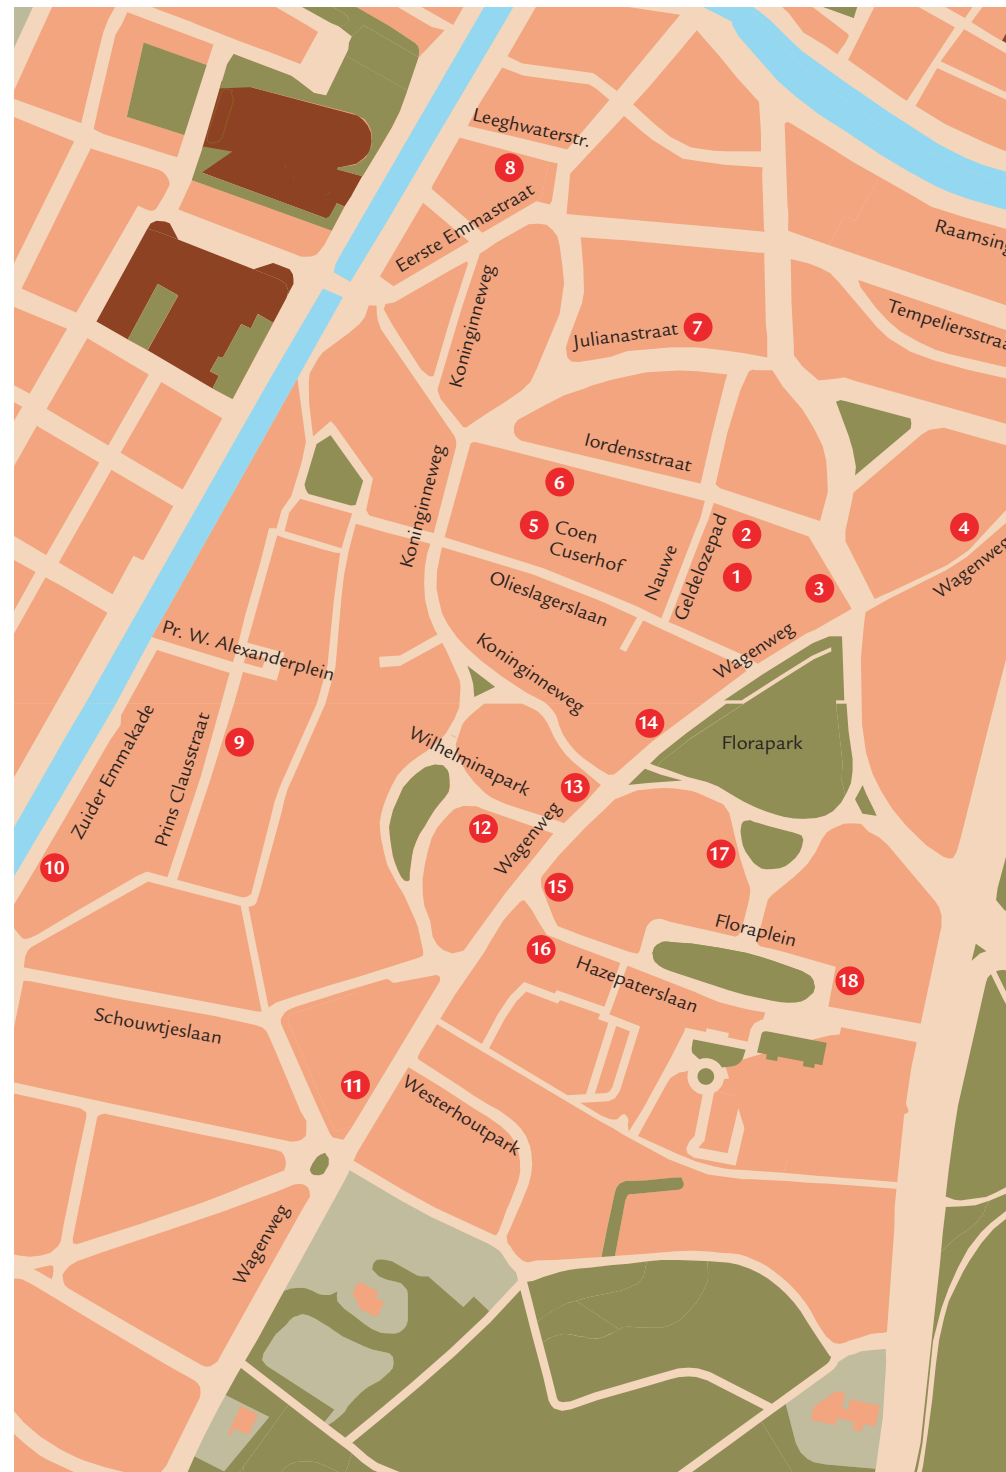 Leeghwaterstr.
8
Eerste Emmastraat
Raamsing
Koninginneweg
Julianastraat
7
Tempeliersstraa
Iordensstraat
Koninginneweg
6
5
Coen
Cuserhof
2
4
Nauwe
Geldelozepad
1
3
Wagenweg
Olieslagerslaan
Pr. W. Alexanderplein
Koninginneweg
Wagenweg
14
Florapark
Zuider Emmakade
Prins Clausstraat
9
Wilhelminapark
13
12
Wagenweg
17
10
15
16
Floraplein
Hazepaterslaan
18
Schouwtjeslaan
11
Westerhoutpark
Wagenweg